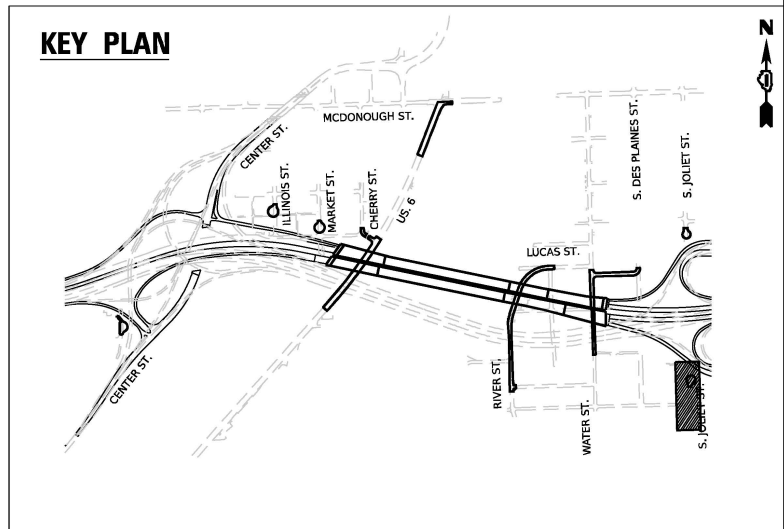 KEY PLAN
N
MCDONOUGH ST.
CENTER ST.
ILLINOIS ST.
MARKET ST.
CHERRY ST.
US. 6
S. DES PLAINES ST.
S. JOLIET ST.
LUCAS ST.
CENTER ST.
RIVER ST.
WATER ST.
S. JOLIET ST.